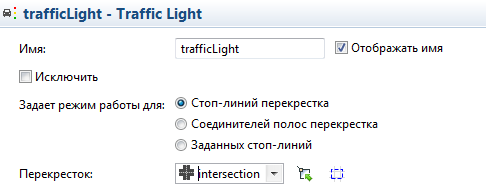 trafficLight - Traffic Light
Имя: trafficLight Отображать имя
Исключить
Задает режим работы для: Стоп-линий перекрестка
Соединителей полос перекрестка
Заданных стоп-линий
Перекресток: intersection